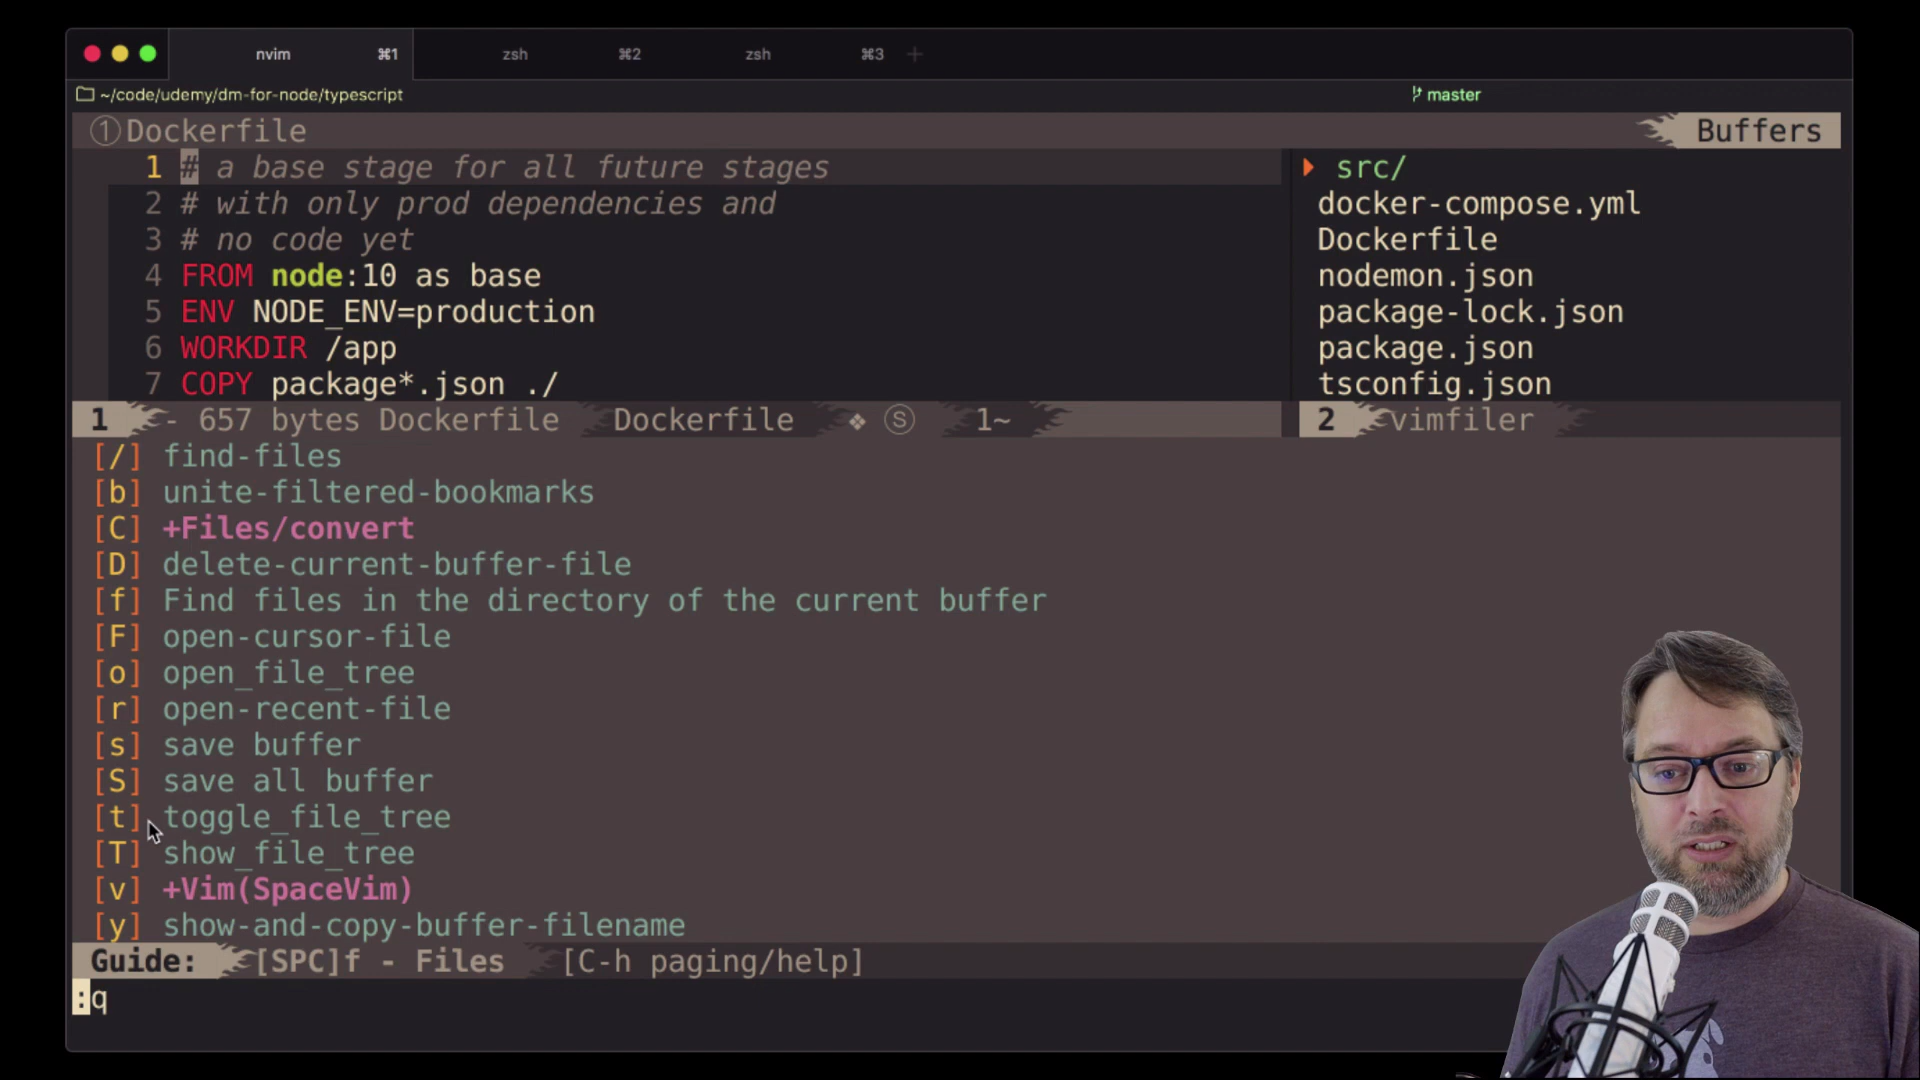 nvim ⌘1 zsh ⌘2 zsh ⌘3 +
~/code/udemy/dm-for-node/typescript master
①Dockerfile Buffers
1 # a base stage for all future stages
2 # with only prod dependencies and
3 # no code yet
4 FROM node:10 as base
5 ENV NODE_ENV=production
6 WORKDIR /app
7 COPY package*.json ./
src/
docker-compose.yml
Dockerfile
nodemon.json
package-lock.json
package.json
tsconfig.json
1 - 657 bytes Dockerfile Dockerfile ❖ Ⓢ 1~ 2 vimfiler
[/] find-files
[b] unite-filtered-bookmarks
[C] +Files/convert
[D] delete-current-buffer-file
[f] Find files in the directory of the current buffer
[F] open-cursor-file
[o] open_file_tree
[r] open-recent-file
[s] save buffer
[S] save all buffer
[t] toggle_file_tree
[T] show_file_tree
[v] +Vim(SpaceVim)
[y] show-and-copy-buffer-filename
Guide: [SPC]f - Files [C-h paging/help]
:q